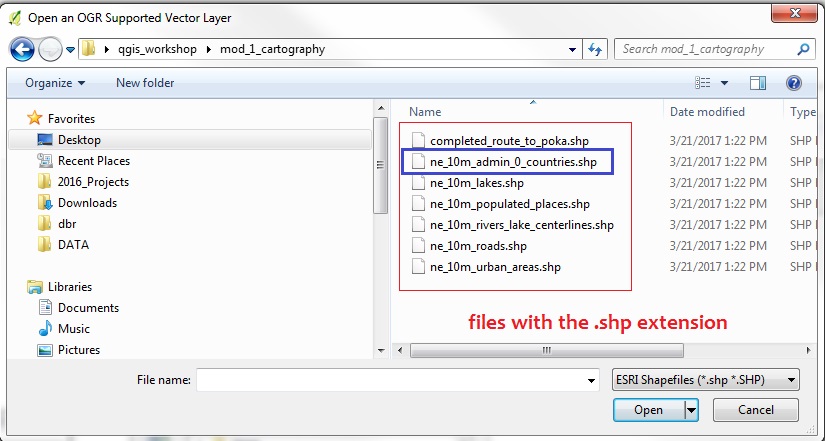 Open an OGR Supported Vector Layer
qgis_workshop mod_1_cartography
Search mod_1_cartography
Organize New folder
Favorites
Desktop
Recent Places
2016_Projects
Downloads
dbr
DATA
Libraries
Documents
Music
Pictures
Name Date modified Type
completed_route_to_poka.shp 3/21/2017 1:22 PM SHP
ne_10m_admin_0_countries.shp 3/21/2017 1:22 PM SHP
ne_10m_lakes.shp 3/21/2017 1:22 PM SHP
ne_10m_populated_places.shp 3/21/2017 1:22 PM SHP
ne_10m_rivers_lake_centerlines.shp 3/21/2017 1:22 PM SHP
ne_10m_roads.shp 3/21/2017 1:22 PM SHP
ne_10m_urban_areas.shp 3/21/2017 1:22 PM SHP
files with the .shp extension
File name:
ESRI Shapefiles (*.shp *.SHP)
Open Cancel